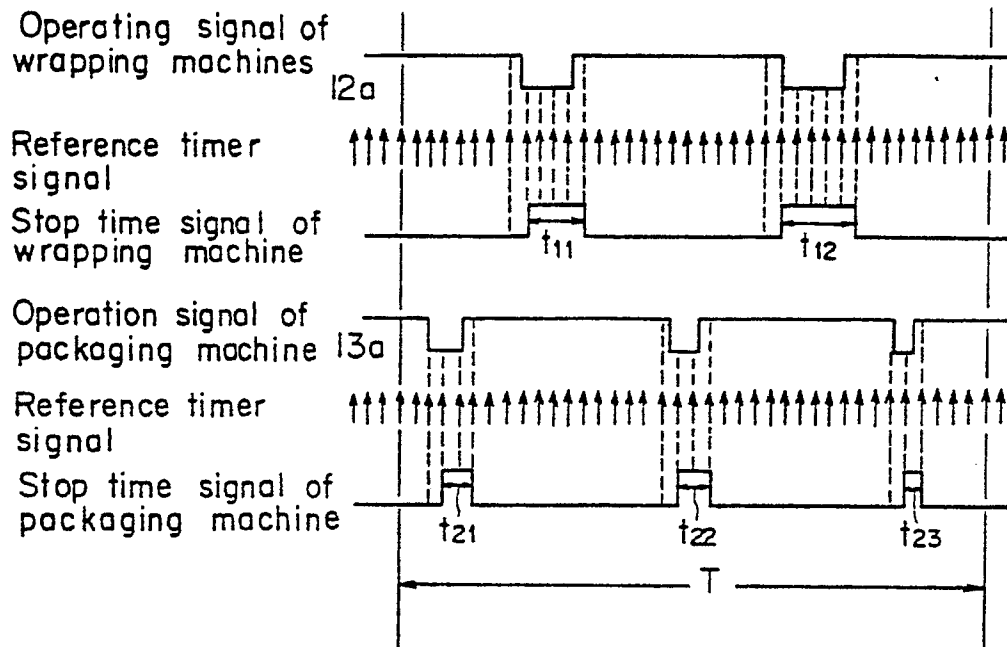 Operating signal of
wrapping machines
12a
Reference timer
signal
Stop time signal of
wrapping machine
t11
t12
Operation signal of
packaging machine 13a
Reference timer
signal
Stop time signal of
packaging machine
t21
t22
t23
T